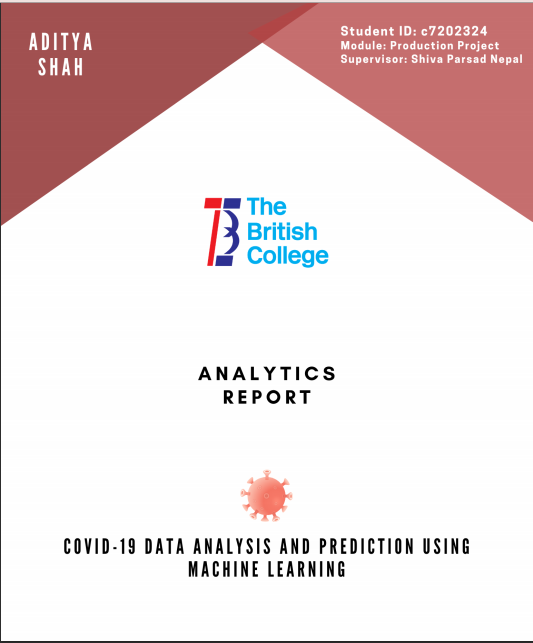 ADITYA
SHAH
Student ID: c7202324
Module: Production Project
Supervisor: Shiva Parsad Nepal
The
British
College
ANALYTICS
REPORT
COVID-19 DATA ANALYSIS AND PREDICTION USING
MACHINE LEARNING